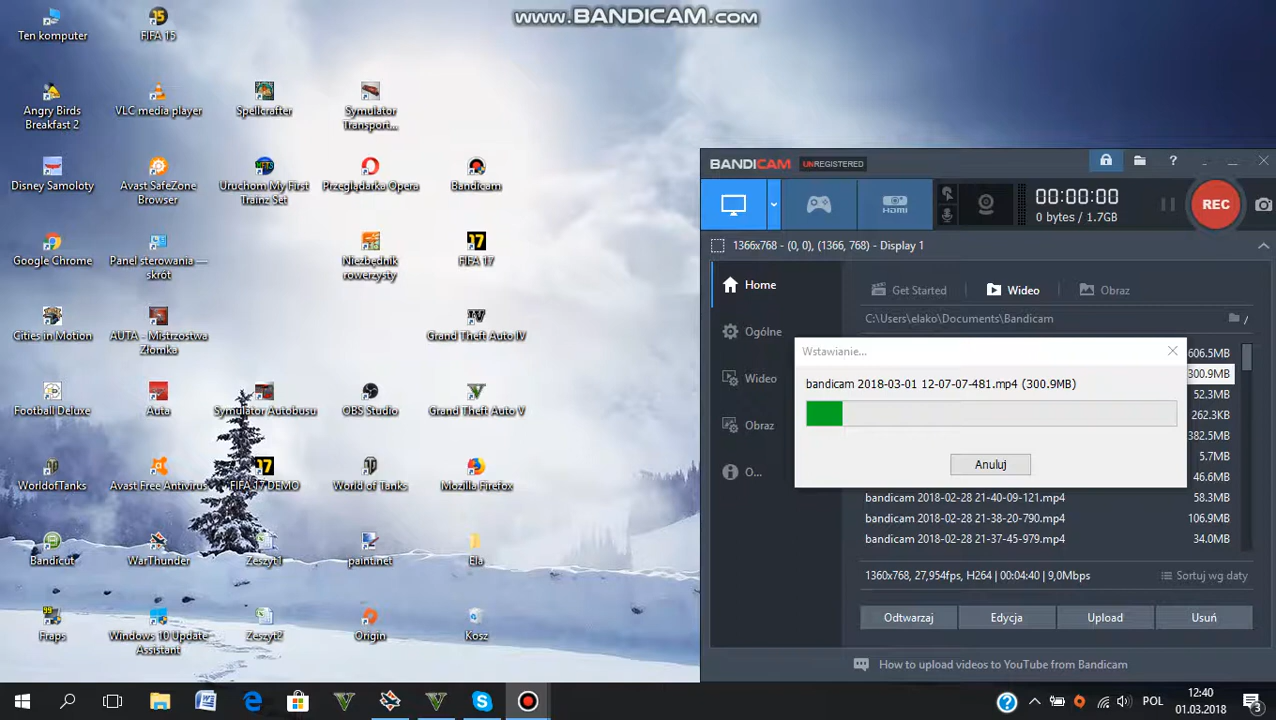 www.BANDICAM.com
Ten komputer
FIFA 15
Angry Birds
Breakfast 2
VLC media player
Spellcrafter
Symulator
Transport...
Disney Samoloty
Avast SafeZone
Browser
Uruchom My First
Trainz Set
Przeglądarka Opera
Bandicam
Google Chrome
Panel sterowania —
skrót
Niezbędnik
rowerzysty
FIFA 17
Cities in Motion
AUTA - Mistrzostwa
Złomka
Grand Theft Auto IV
Football Deluxe
Auta
Symulator Autobusu
OBS Studio
Grand Theft Auto V
WorldofTanks
Avast Free Antivirus
FIFA 17 DEMO
World of Tanks
Mozilla Firefox
Bandicut
WarThunder
Zeszyt1
paint.net
Ela
Fraps
Windows 10 Update
Assistant
Zeszyt2
Origin
Kosz
BANDICAM UNREGISTERED
00:00:00
0 bytes / 1.7GB
REC
1366x768 - (0, 0), (1366, 768) - Display 1
Home
Ogólne
Wideo
Obraz
O...
Get Started
Video
Obraz
C:\Users\elako\Documents\Bandicam
/
606.5MB
300.9MB
52.3MB
262.3KB
382.5MB
5.7MB
46.6MB
Wstawianie...
bandicam 2018-03-01 12-07-07-481.mp4 (300.9MB)
Anuluj
bandicam 2018-02-28 21-40-09-121.mp4 58.3MB
bandicam 2018-02-28 21-38-20-790.mp4 106.9MB
bandicam 2018-02-28 21-37-45-979.mp4 34.0MB
1360x768, 27,954fps, H264 | 00:04:40 | 9,0Mbps
Sortuj wg daty
Odtwarzaj
Edycja
Upload
Usuń
How to upload videos to YouTube from Bandicam
POL
12:40
01.03.2018
3